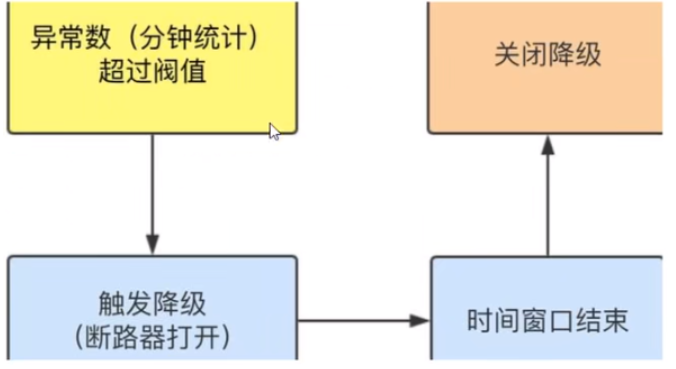 异常数（分钟统计）
超过阀值
关闭降级
触发降级
（断路器打开）
时间窗口结束